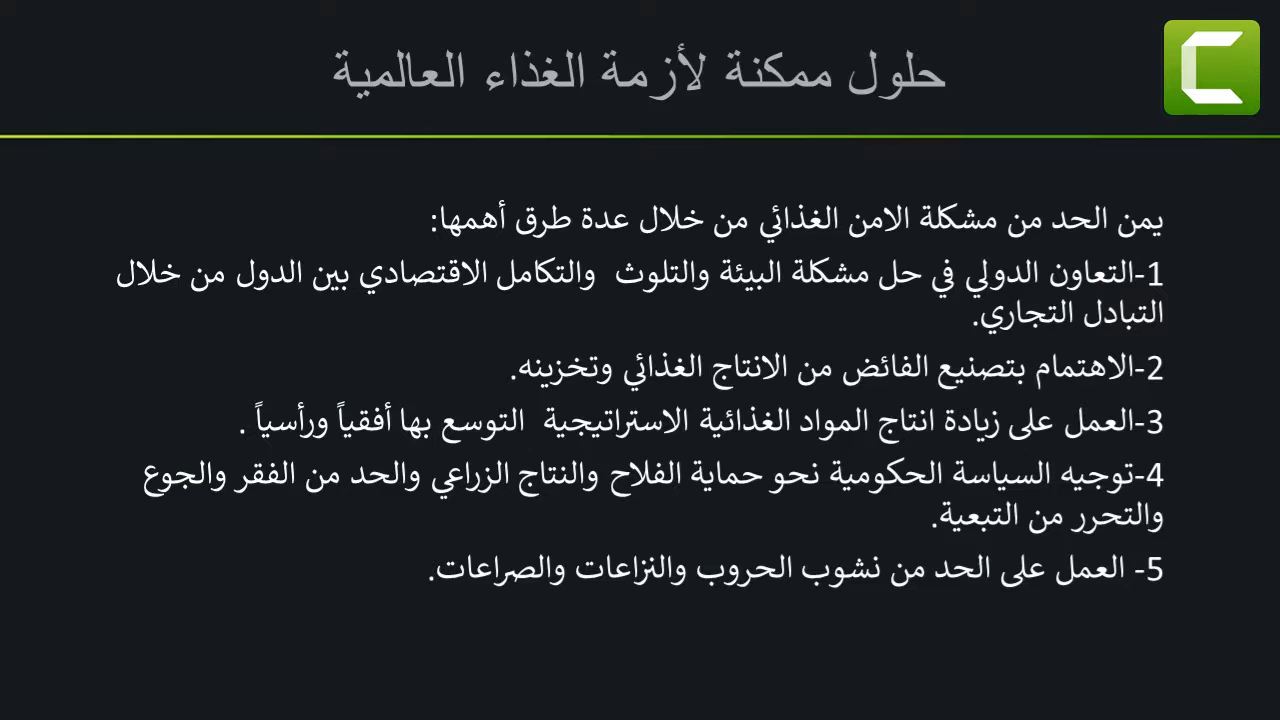 حلول ممكنة لأزمة الغذاء العالمية
يمن الحد من مشكلة الامن الغذائي من خلال عدة طرق أهمها:
1-التعاون الدولي في حل مشكلة البيئة والتلوث  والتكامل الاقتصادي بين الدول من خلال
التبادل التجاري.
2-الاهتمام بتصنيع الفائض من الانتاج الغذائي وتخزينه.
3-العمل على زيادة انتاج المواد الغذائية الاستراتيجية  التوسع بها أفقياً ورأسياً .
4-توجيه السياسة الحكومية نحو حماية الفلاح والنتاج الزراعي والحد من الفقر والجوع
والتحرر من التبعية.
5- العمل على الحد من نشوب الحروب والنزاعات والصراعات.